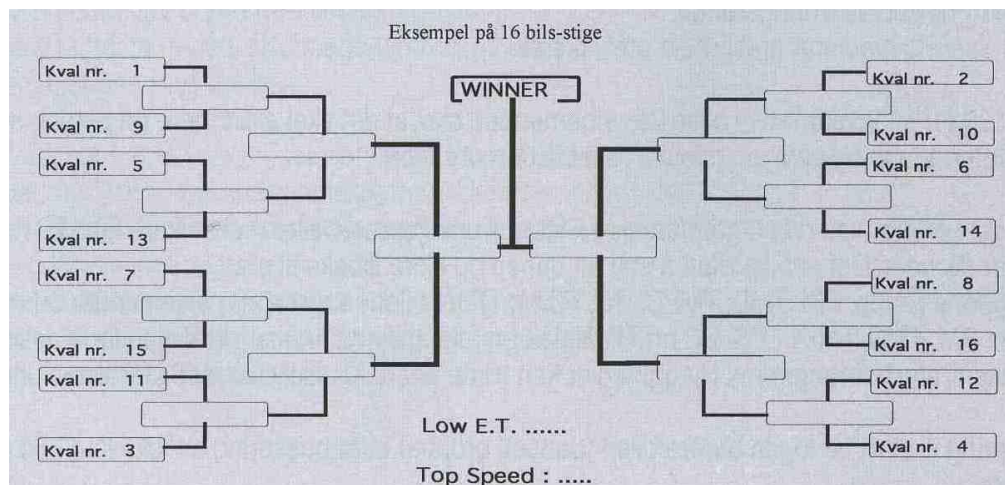 Eksempel på 16 bils-stige
Kval nr. 1
Kval nr. 9
Kval nr. 5
Kval nr. 13
Kval nr. 7
Kval nr. 15
Kval nr. 11
Kval nr. 3
WINNER
Kval nr. 2
Kval nr. 10
Kval nr. 6
Kval nr. 14
Kval nr. 8
Kval nr. 16
Kval nr. 12
Kval nr. 4
Low E.T. .......
Top Speed : .....